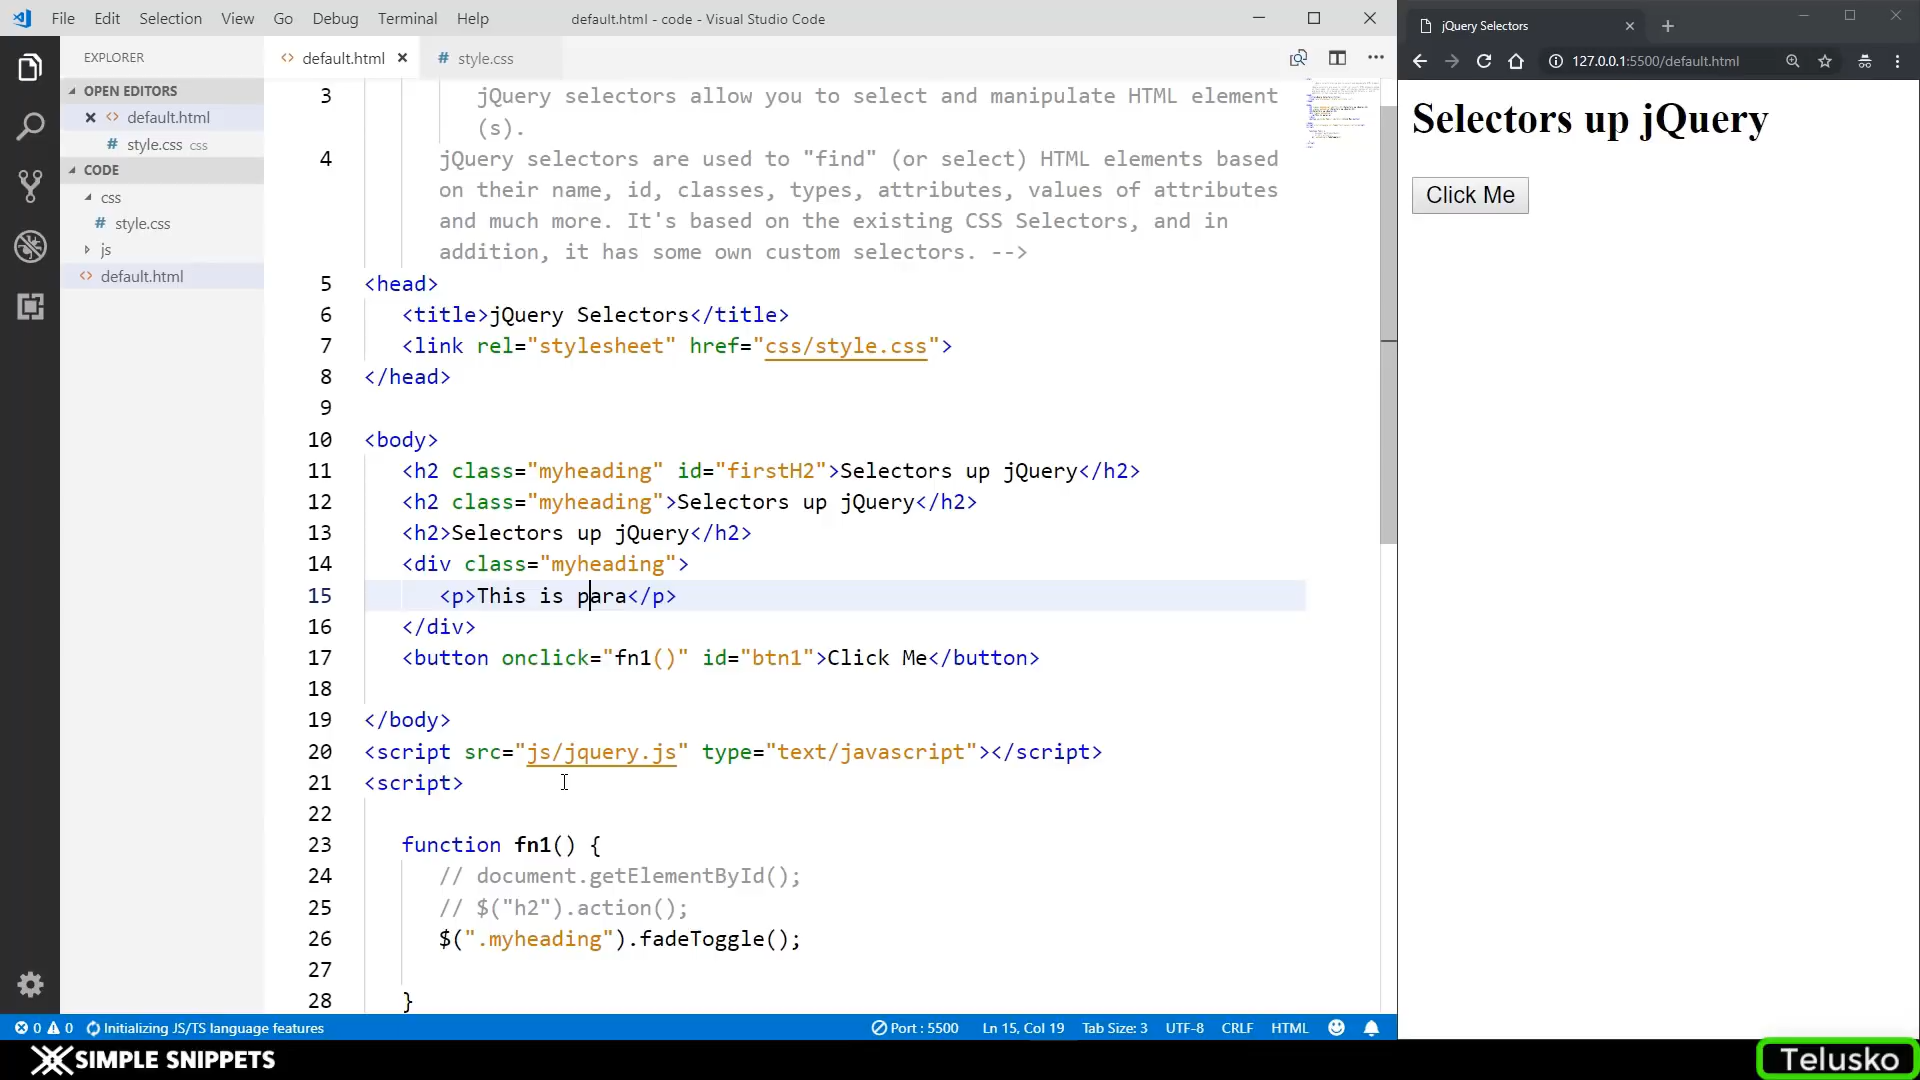 File Edit Selection View Go Debug Terminal Help default.html - code - Visual Studio Code
EXPLORER
OPEN EDITORS
default.html
style.css css
CODE
css
style.css
js
default.html
default.html
style.css
3 jQuery selectors allow you to select and manipulate HTML element
(s).
4 jQuery selectors are used to "find" (or select) HTML elements based
on their name, id, classes, types, attributes, values of attributes
and much more. It's based on the existing CSS Selectors, and in
addition, it has some own custom selectors. -->
5 <head>
6 <title>jQuery Selectors</title>
7 <link rel="stylesheet" href="css/style.css">
8 </head>
9
10 <body>
11 <h2 class="myheading" id="firstH2">Selectors up jQuery</h2>
12 <h2 class="myheading">Selectors up jQuery</h2>
13 <h2>Selectors up jQuery</h2>
14 <div class="myheading">
15 <p>This is para</p>
16 </div>
17 <button onclick="fn1()" id="btn1">Click Me</button>
18
19 </body>
20 <script src="js/jquery.js" type="text/javascript"></script>
21 <script>
22
23 function fn1() {
24 // document.getElementById();
25 // $("h2").action();
26 $(".myheading").fadeToggle();
27
28 }
0 0 Initializing JS/TS language features Port : 5500 Ln 15, Col 19 Tab Size: 3 UTF-8 CRLF HTML
jQuery Selectors
127.0.0.1:5500/default.html
Selectors up jQuery
Click Me
SIMPLE SNIPPETS
Telusko